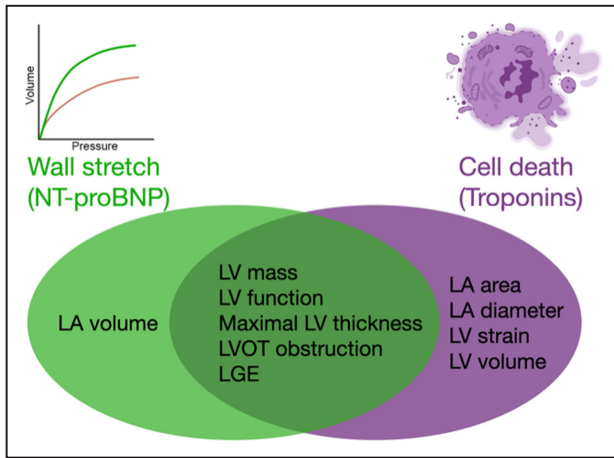 Volume
Pressure
Wall stretch
(NT-proBNP)
Cell death
(Troponins)
LA volume
LV mass
LV function
Maximal LV thickness
LVOT obstruction
LGE
LA area
LA diameter
LV strain
LV volume